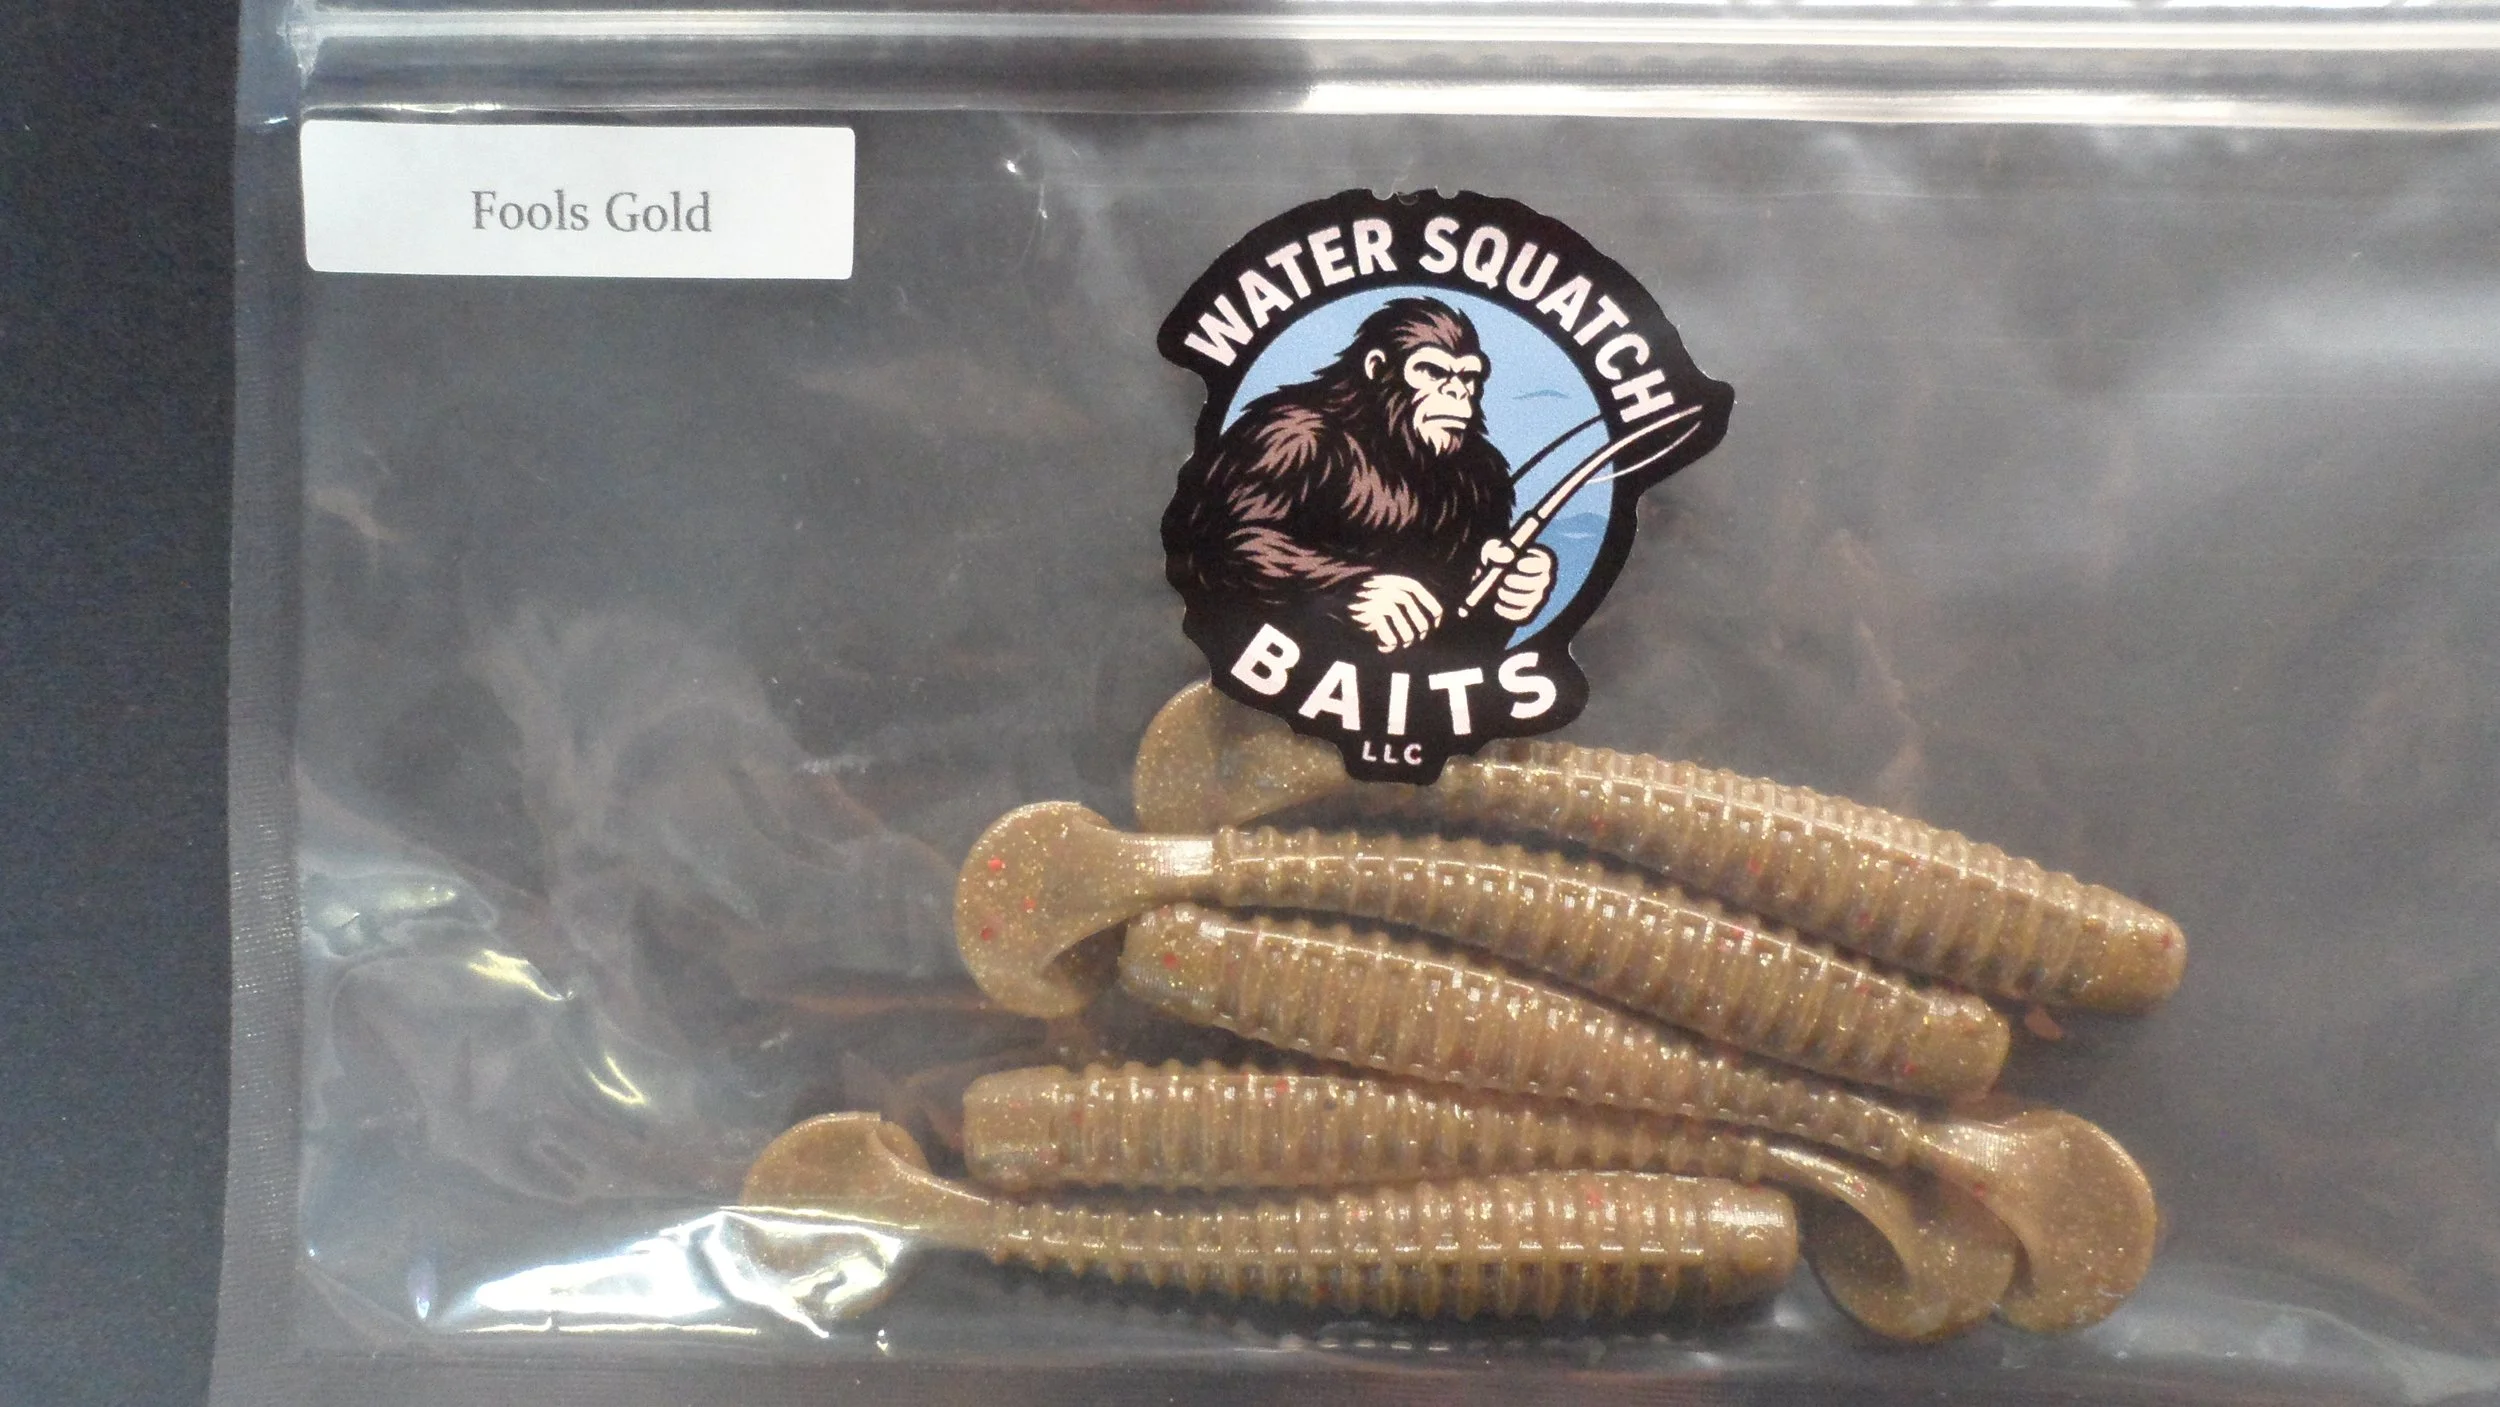 Fools Gold
WATER SQUATCH
BAITS
LLC